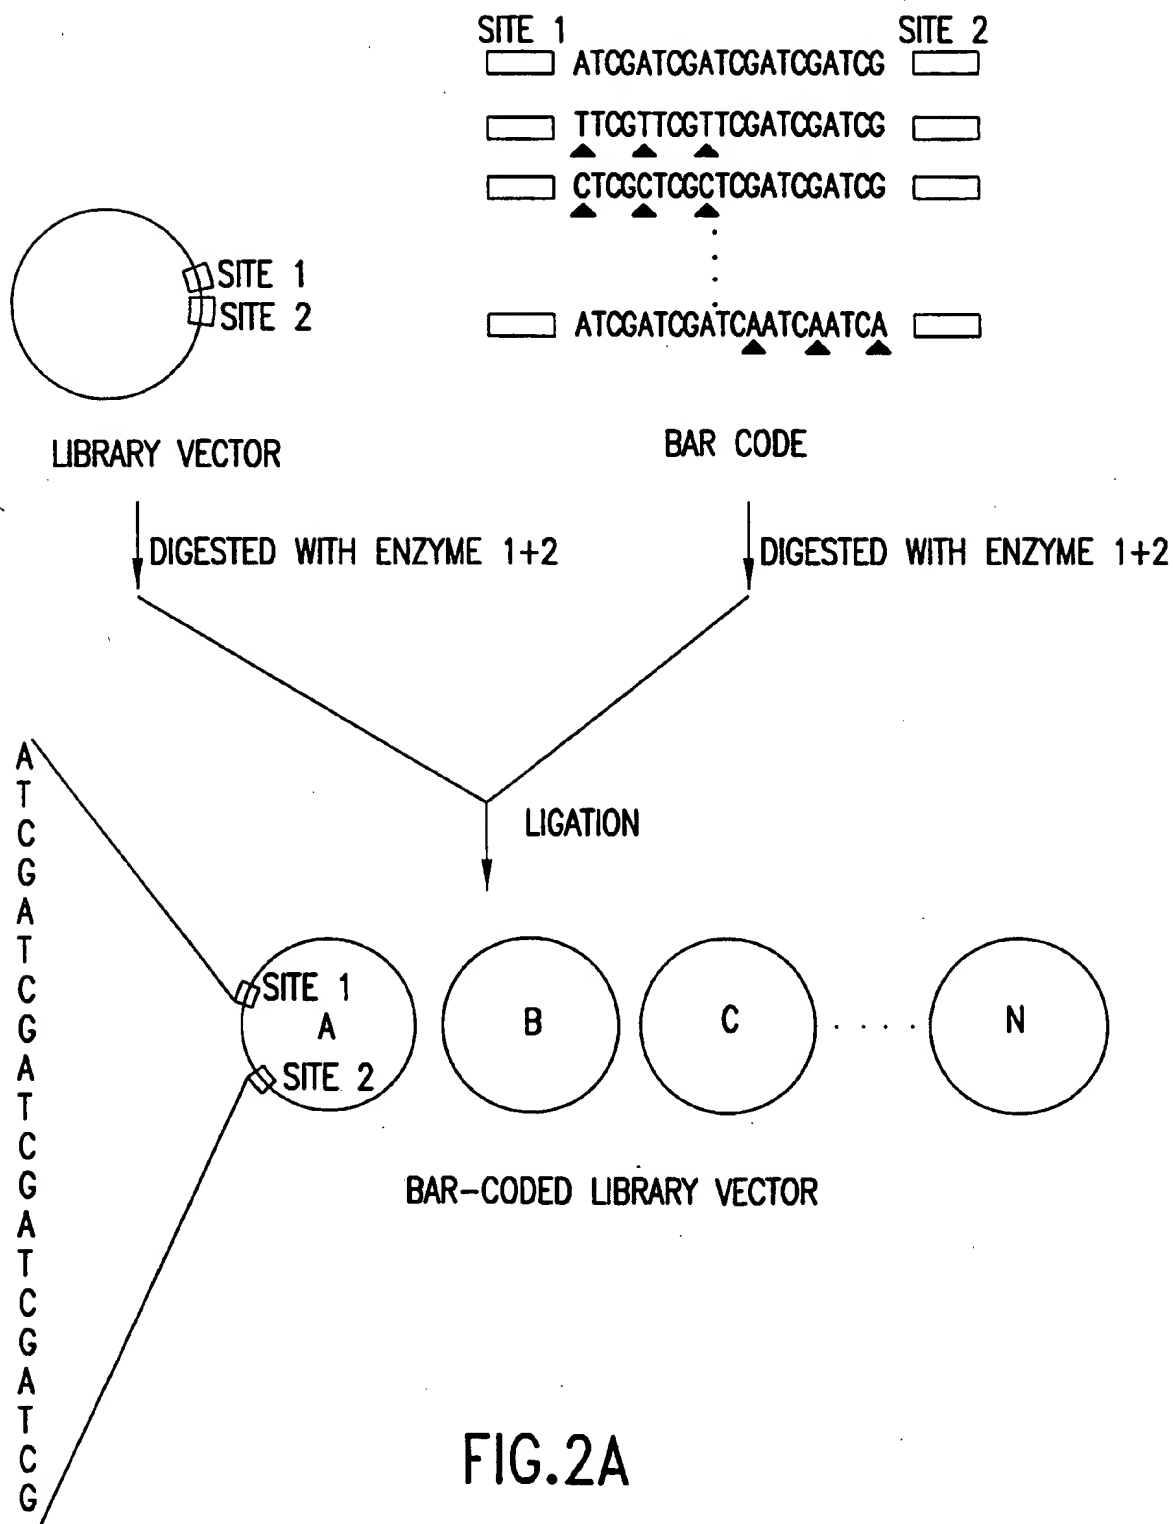 SITE 1 SITE 2
ATCGATCGATCGATCGATCG
TTCGTTCGTTCGATCGATCG
CTCGCTCGCTCGATCGATCG
ATCGATCGATCAATCAATCA
SITE 1
SITE 2
LIBRARY VECTOR
BAR CODE
DIGESTED WITH ENZYME 1+2
DIGESTED WITH ENZYME 1+2
LIGATION
A
T
C
G
A
T
C
G
A
T
C
G
A
T
C
G
A
T
C
G
SITE 1
A
SITE 2
B
C
N
BAR-CODED LIBRARY VECTOR
FIG.2A